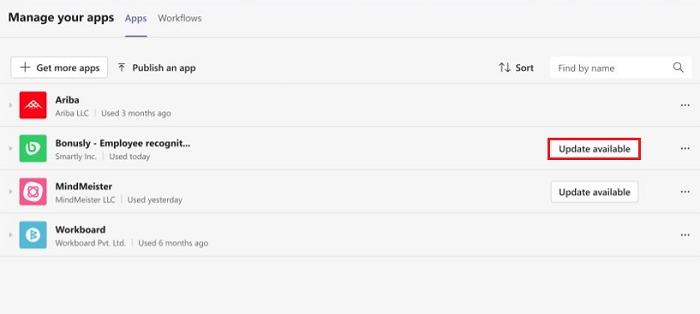 Manage your apps Apps Workflows
Get more apps Publish an app Sort Find by name
Ariba
Ariba LLC | Used 3 months ago
Bonusly - Employee recognit... Update available
Smartly Inc. | Used today
MindMeister Update available
MindMeister LLC | Used yesterday
Workboard
Workboard Pvt. Ltd. | Used 6 months ago